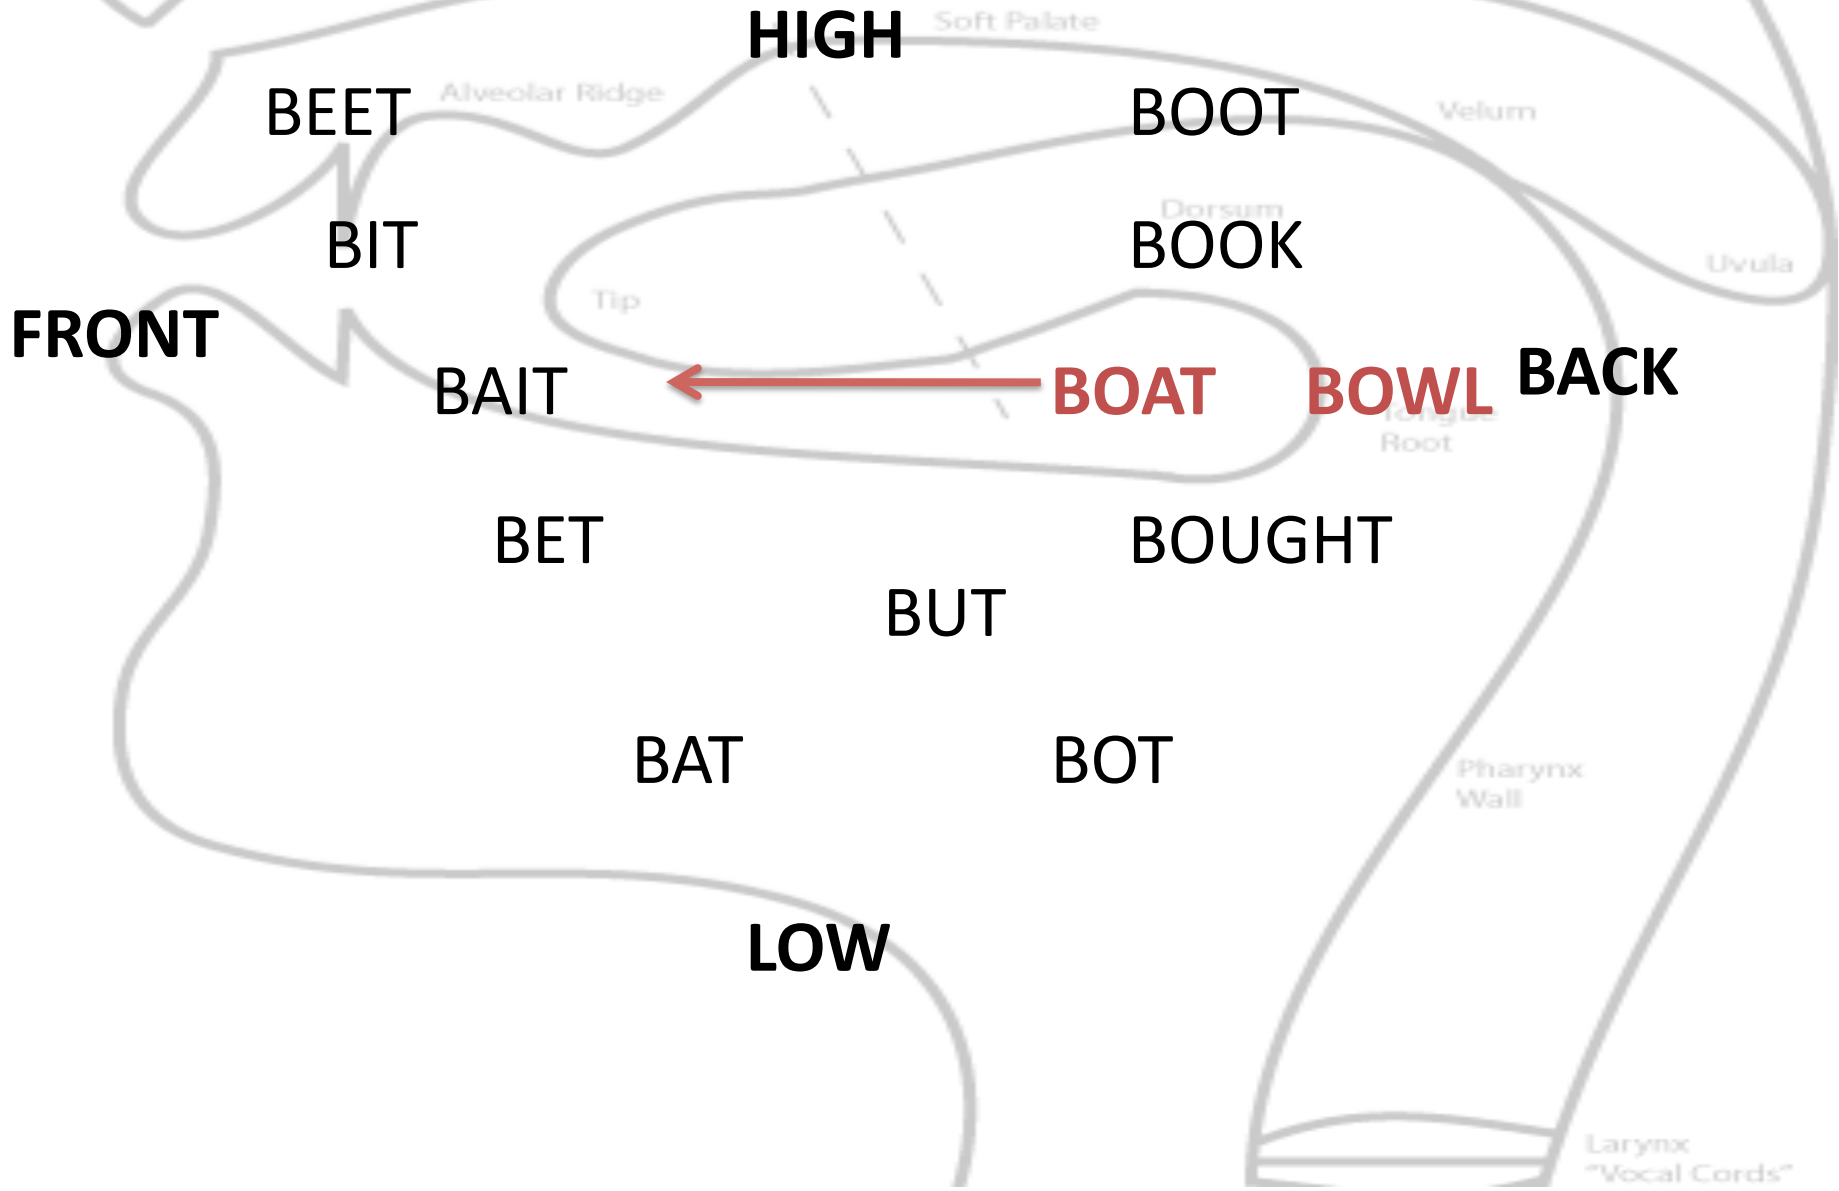 HIGH
Soft Palate
BEET
Alveolar Ridge
BOOT
Velum
Dorsum
BIT
BOOK
Uvula
Tip
FRONT
BAIT
BOAT
BOWL
BACK
Tongue
Root
BET
BOUGHT
BUT
BAT
BOT
Pharynx
Wall
LOW
Larynx
"Vocal Cords"